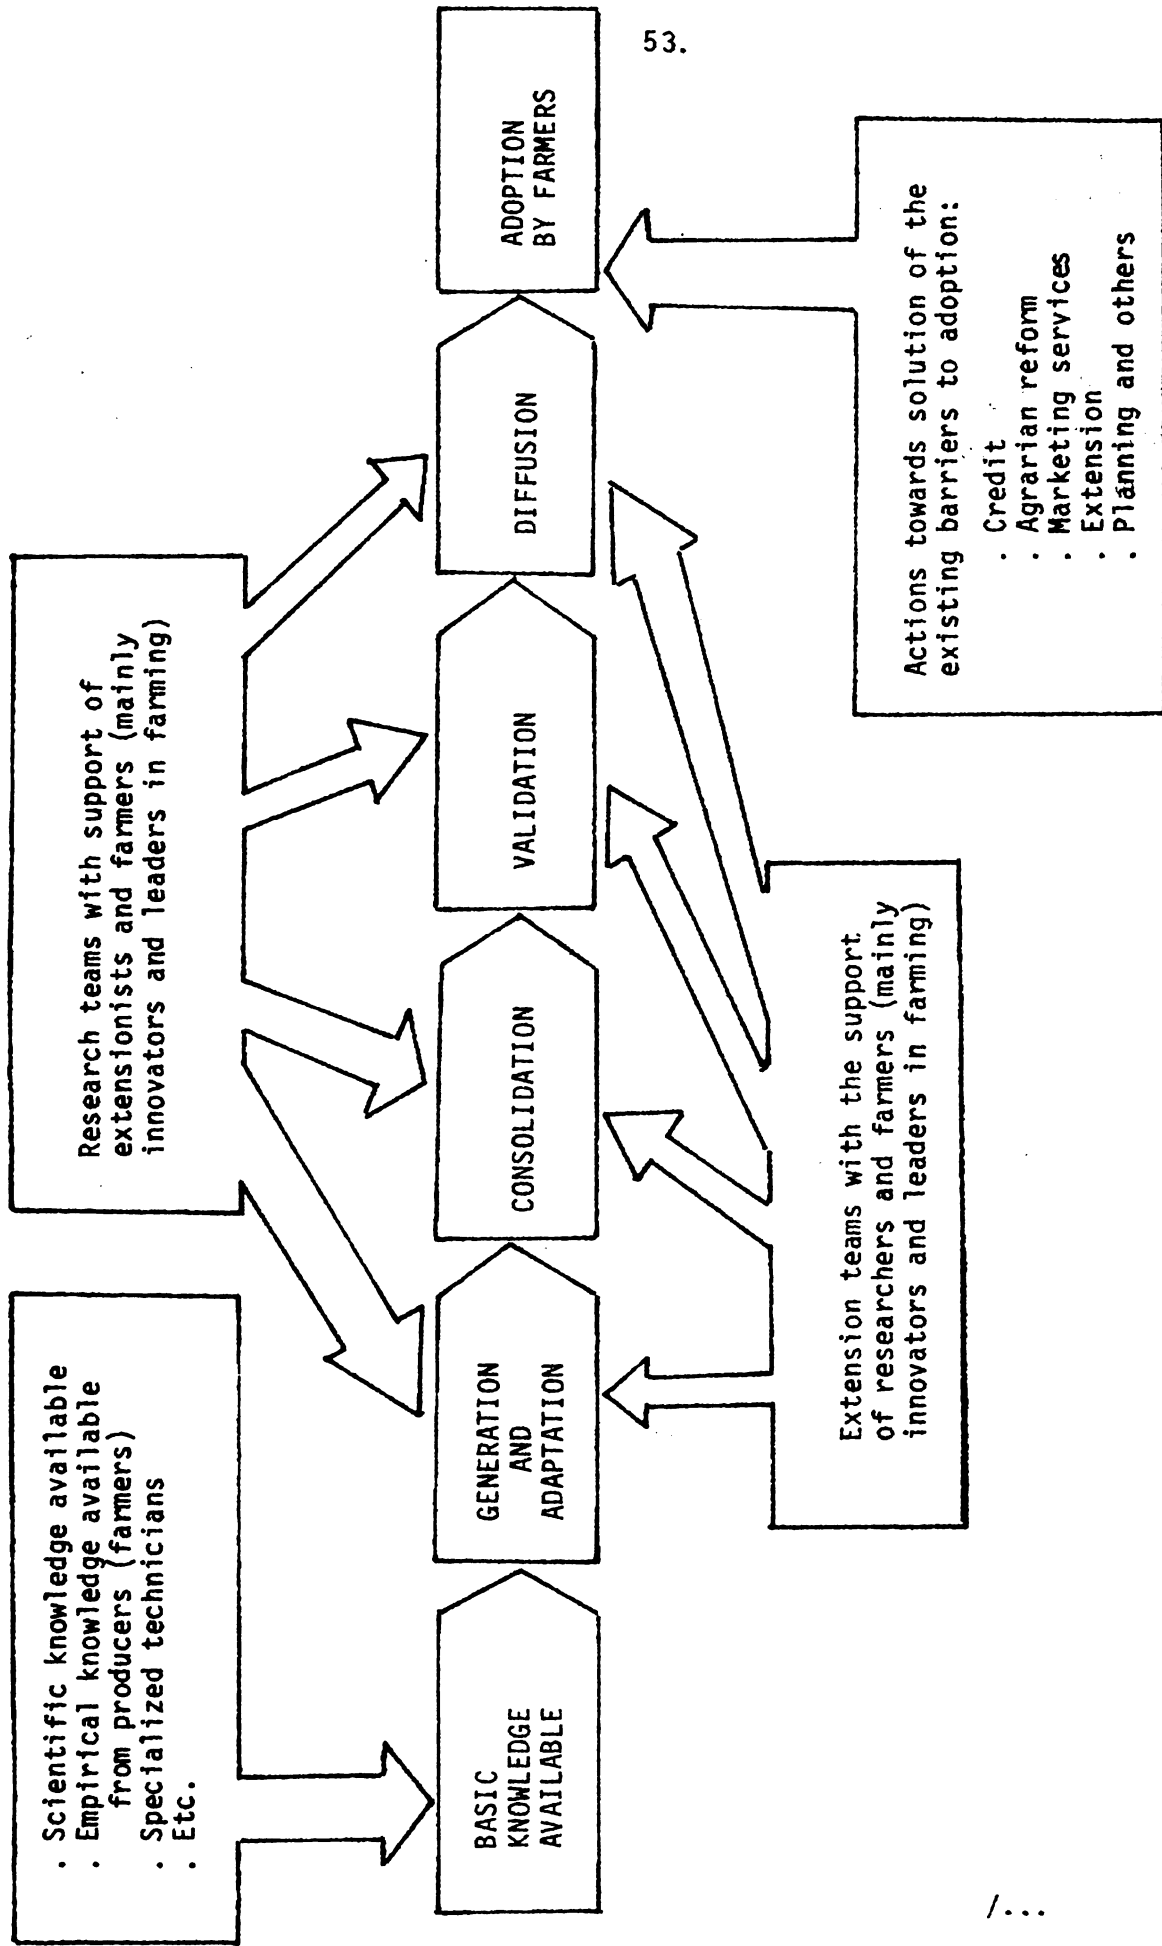 53.
. Scientific knowledge available
. Empirical knowledge available
from producers (farmers)
. Specialized technicians
. Etc.
Research teams with support of
extensionists and farmers (mainly
innovators and leaders in farming)
BASIC
KNOWLEDGE
AVAILABLE
GENERATION
AND
ADAPTATION
CONSOLIDATION
VALIDATION
DIFFUSION
ADOPTION
BY FARMERS
Extension teams with the support
of researchers and farmers (mainly
innovators and leaders in farming)
Actions towards solution of the
existing barriers to adoption:
. Credit
. Agrarian reform
. Marketing services
. Extension
. Planning and others
/...